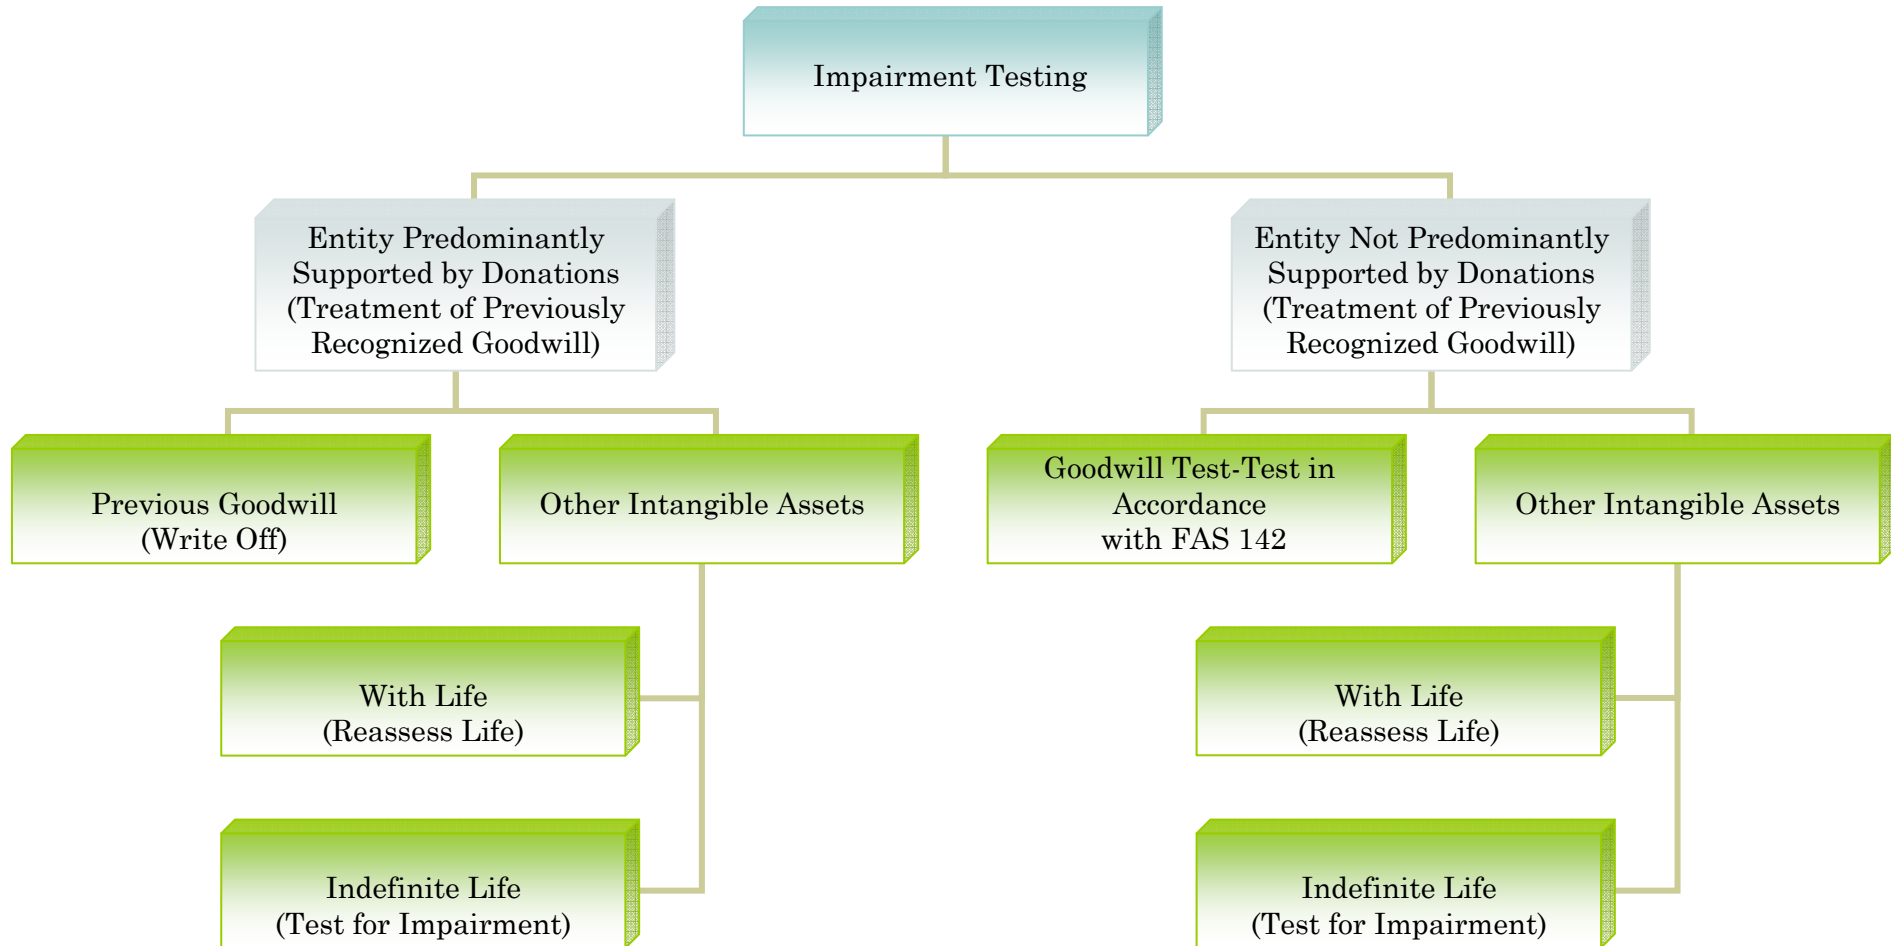 Impairment Testing
Entity Predominantly
Supported by Donations
(Treatment of Previously
Recognized Goodwill)
Entity Not Predominantly
Supported by Donations
(Treatment of Previously
Recognized Goodwill)
Previous Goodwill
(Write Off)
Other Intangible Assets
Goodwill Test-Test in
Accordance
with FAS 142
Other Intangible Assets
With Life
(Reassess Life)
With Life
(Reassess Life)
Indefinite Life
(Test for Impairment)
Indefinite Life
(Test for Impairment)